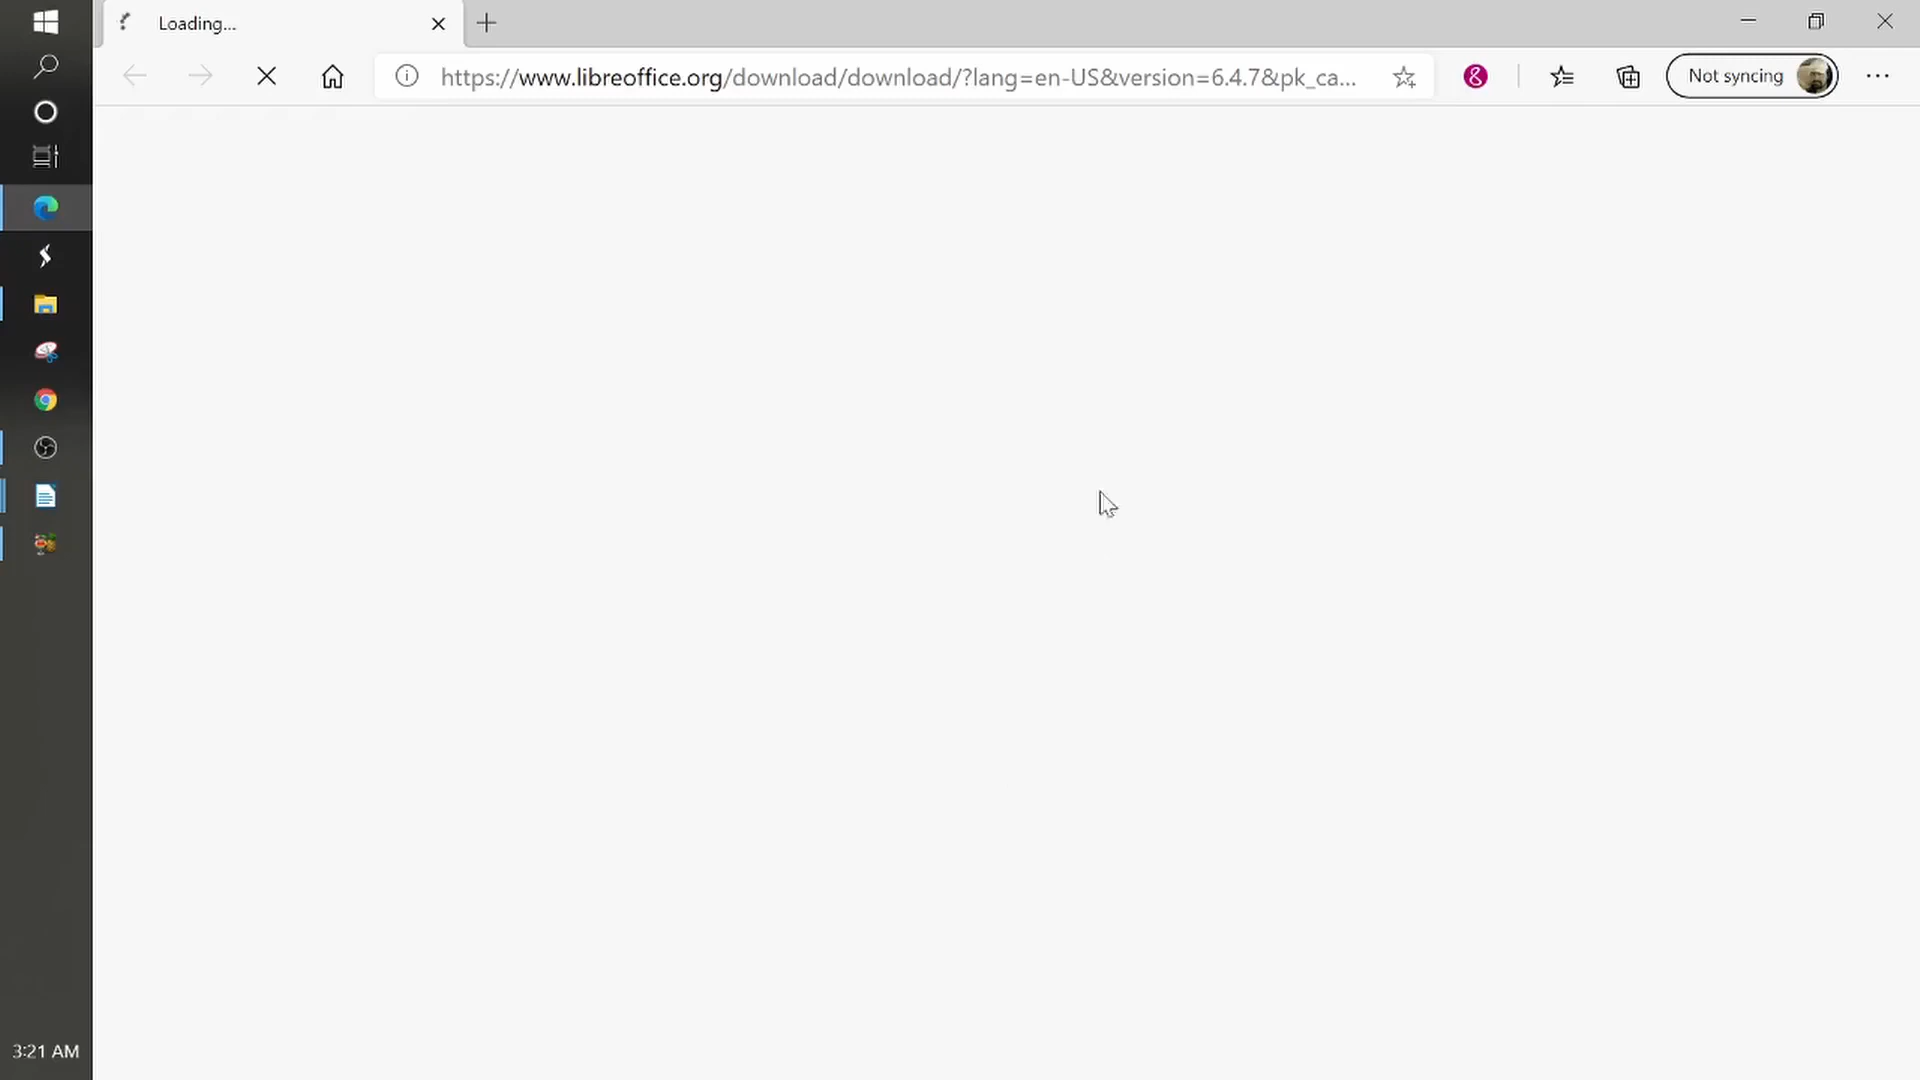 Loading...
https://www.libreoffice.org/download/download/?lang=en-US&version=6.4.7&pk_ca...
8
Not syncing
3:21 AM